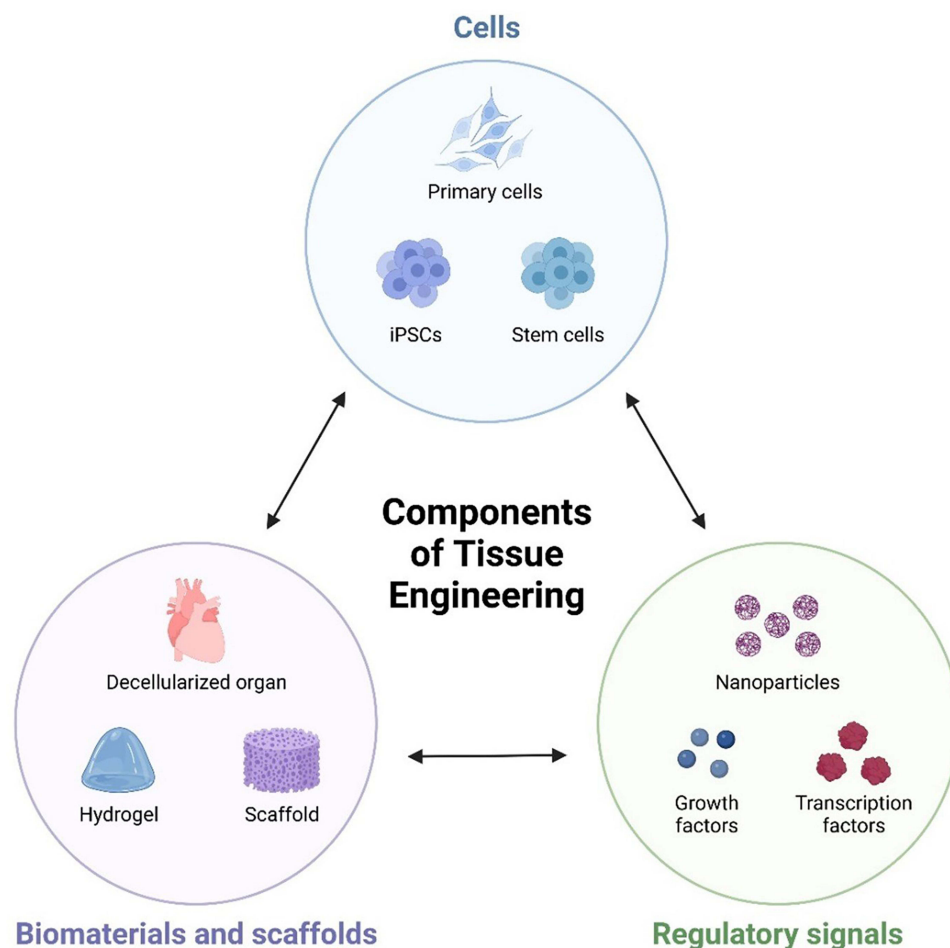 Cells
Primary cells
iPSCs
Stem cells
Components
of Tissue
Engineering
Decellularized organ
Hydrogel
Scaffold
Biomaterials and scaffolds
Nanoparticles
Growth
factors
Transcription
factors
Regulatory signals